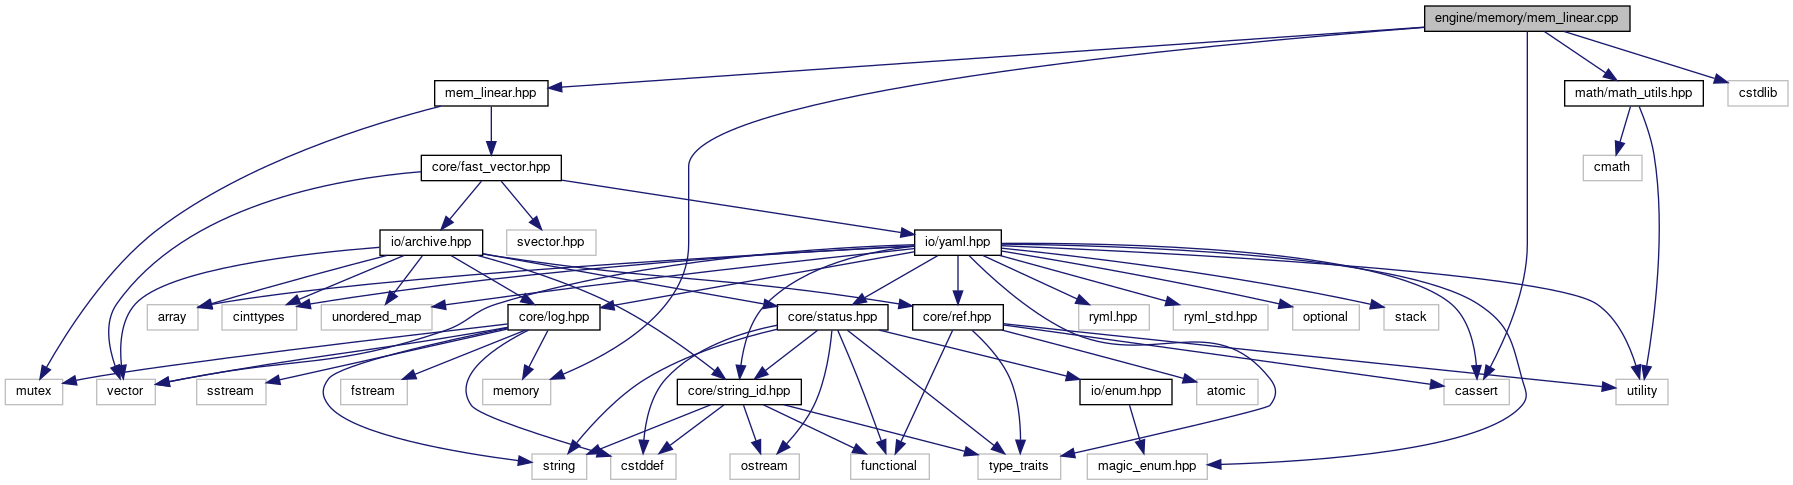 engine/memory/mem_linear.cpp
mem_linear.hpp
math/math_utils.hpp
cstdlib
core/fast_vector.hpp
cmath
io/archive.hpp
svector.hpp
io/yaml.hpp
array
cinttypes
unordered_map
core/log.hpp
core/status.hpp
core/ref.hpp
ryml.hpp
ryml_std.hpp
optional
stack
mutex
vector
sstream
fstream
memory
core/string_id.hpp
io/enum.hpp
atomic
cassert
utility
string
cstddef
ostream
functional
type_traits
magic_enum.hpp